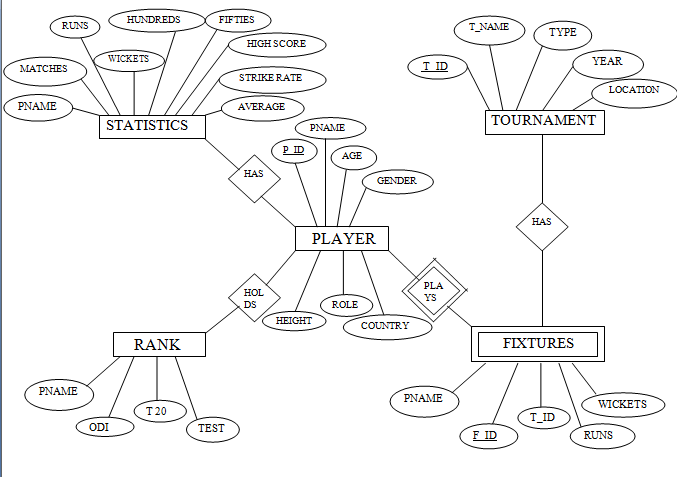 RUNS
HUNDREDS
FIFTIES
HIGH SCORE
MATCHES
WICKETS
STRIKE RATE
PNAME
AVERAGE
STATISTICS
T_NAME
TYPE
T_ID
YEAR
LOCATION
TOURNAMENT
HAS
P_ID
PNAME
AGE
GENDER
PLAYER
HAS
HOL
DS
PLA
YS
HEIGHT
ROLE
COUNTRY
RANK
FIXTURES
PNAME
ODI
T 20
TEST
PNAME
F_ID
T_ID
RUNS
WICKETS